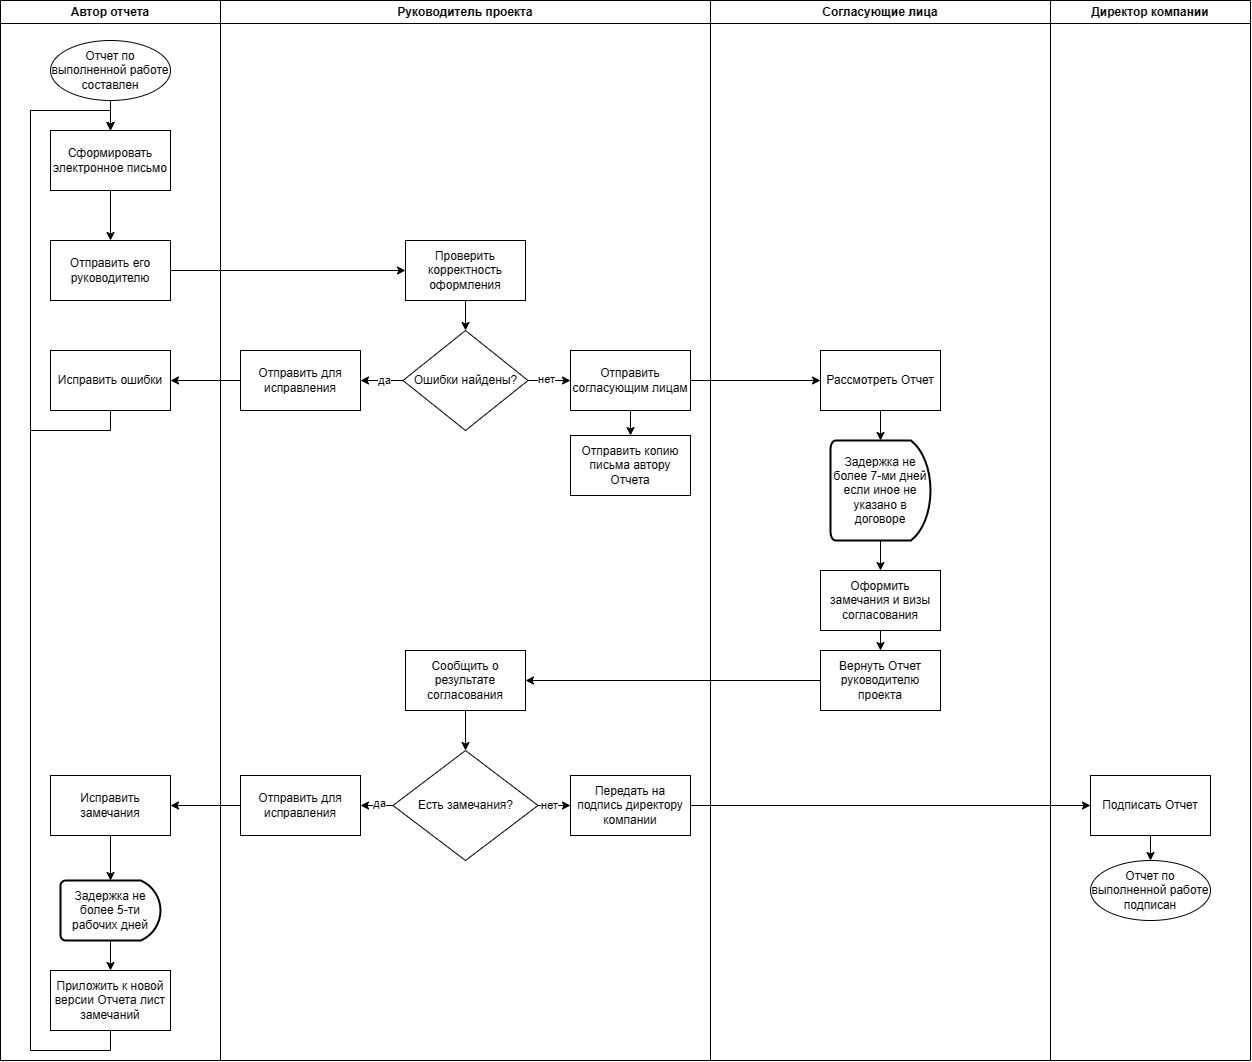 Автор отчета
Руководитель проекта
Согласующие лица
Директор компании
Отчет по
выполненной работе
составлен
Сформировать
электронное письмо
Отправить его
руководителю
Проверить
корректность
оформления
Исправить ошибки
Отправить для
исправления
да
Ошибки найдены?
нет
Отправить
согласующим лицам
Рассмотреть Отчет
Отправить копию
письма автору
Отчета
Задержка не
более 7-ми дней
если иное не
указано в
договоре
Оформить
замечания и визы
согласования
Сообщить о
результате
согласования
Вернуть Отчет
руководителю
проекта
Исправить
замечания
Отправить для
исправления
да
Есть замечания?
нет
Передать на
подпись директору
компании
Подписать Отчет
Задержка не
более 5-ти
рабочих дней
Отчет по
выполненной работе
подписан
Приложить к новой
версии Отчета лист
замечаний